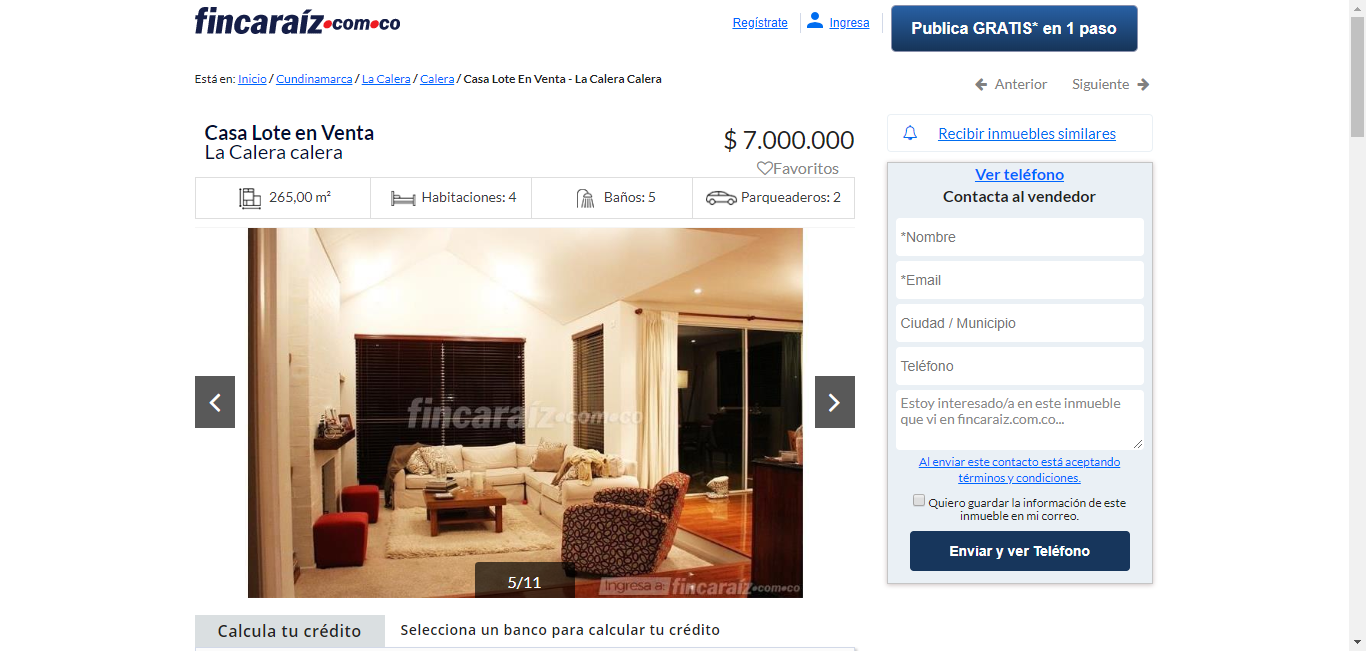 fincaraíz.com.co
Regístrate
Ingresa
Publica GRATIS* en 1 paso
Está en: Inicio / Cundinamarca / La Calera / Calera / Casa Lote En Venta - La Calera Calera
Anterior
Siguiente
Casa Lote en Venta
La Calera calera
$ 7.000.000
Favoritos
265,00 m²
Habitaciones: 4
Baños: 5
Parqueaderos: 2
fincaraíz.com.co
5/11
Ingresa a: fincaraíz.com.co
Recibir inmuebles similares
Ver teléfono
Contacta al vendedor
*Nombre
*Email
Ciudad / Municipio
Teléfono
Estoy interesado/a en este inmueble
que vi en fincaraiz.com.co...
Al enviar este contacto está aceptando
términos y condiciones.
Quiero guardar la información de este
inmueble en mi correo.
Enviar y ver Teléfono
Calcula tu crédito
Selecciona un banco para calcular tu crédito